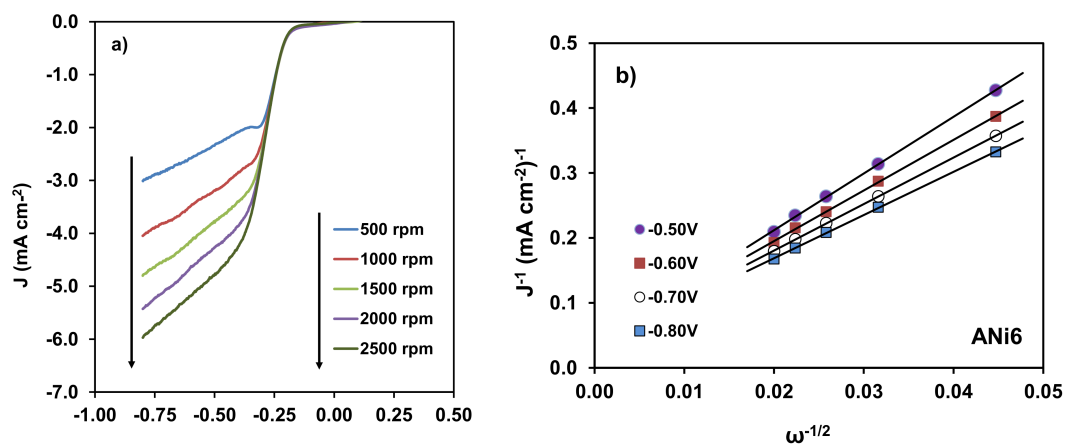 a)
0.0
-1.0
-2.0
-3.0
-4.0
-5.0
-6.0
-7.0
J (mA cm-2)
500 rpm
1000 rpm
1500 rpm
2000 rpm
2500 rpm
-1.00 -0.75 -0.50 -0.25 0.00 0.25 0.50
b)
0.5
0.4
0.3
0.2
0.1
0.0
J-1 (mA cm-2)-1
-0.50V
-0.60V
-0.70V
-0.80V
ANi6
0.00 0.01 0.02 0.03 0.04 0.05
ω-1/2